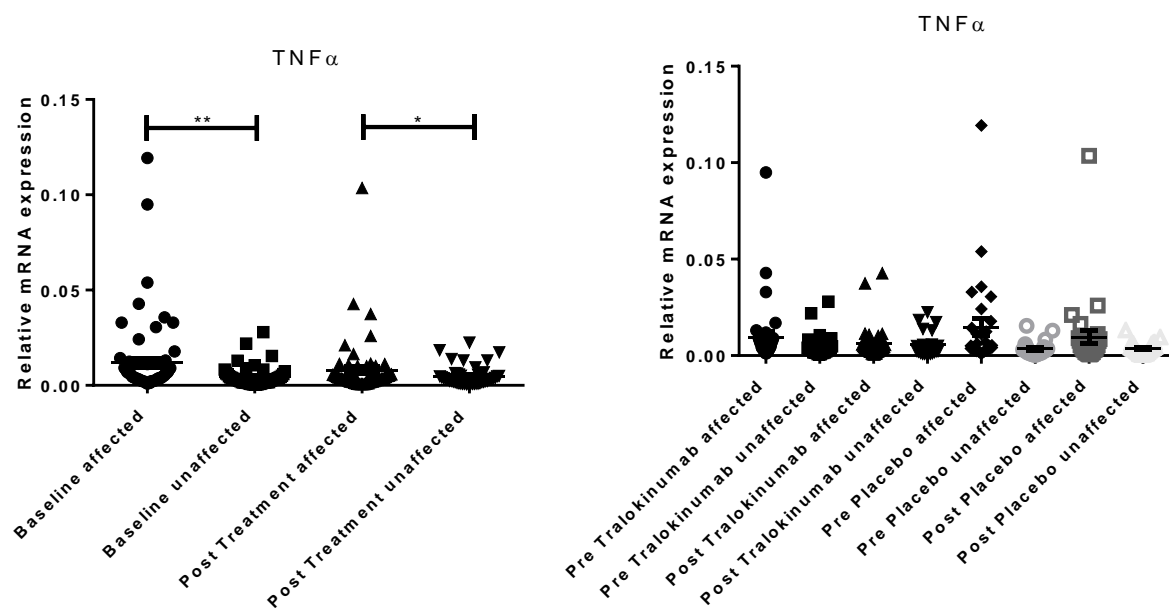 TNFα
Relative mRNA expression
0.15
0.10
0.05
0.00
**
*
Baseline affected
Baseline unaffected
Post Treatment affected
Post Treatment unaffected
TNFα
Relative mRNA expression
0.15
0.10
0.05
0.00
Pre Tralokinumab affected
Pre Tralokinumab unaffected
Post Tralokinumab affected
Post Tralokinumab unaffected
Pre Placebo affected
Pre Placebo unaffected
Post Placebo affected
Post Placebo unaffected